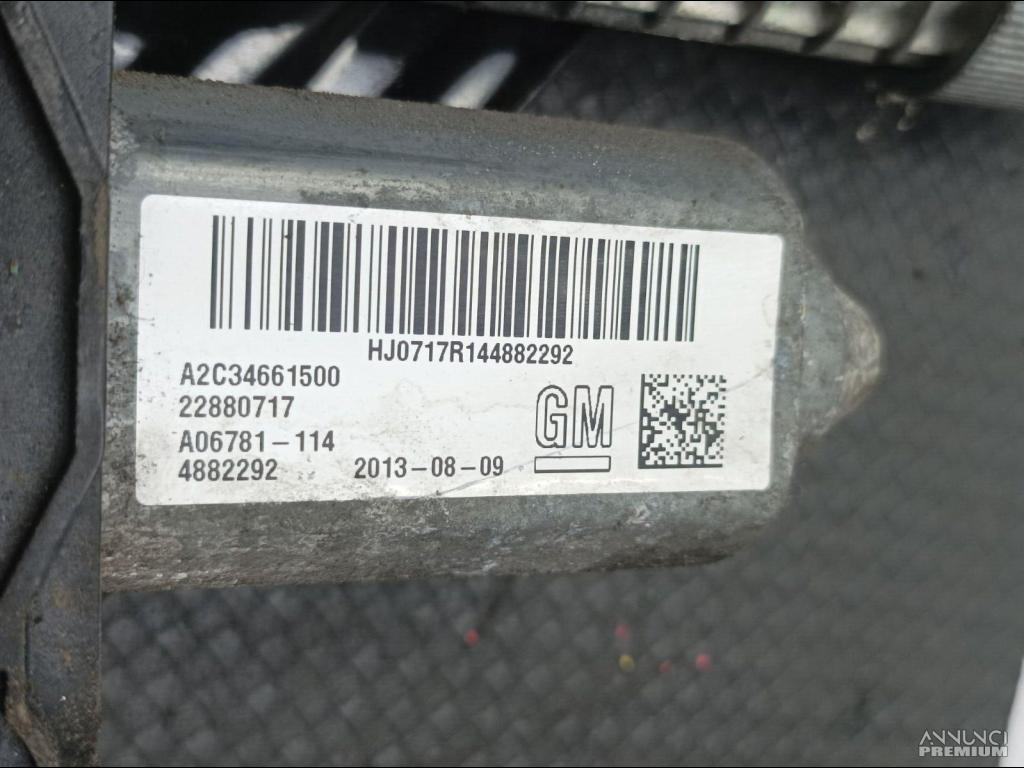 HJ0717R144882292
A2C34661500
22880717
A06781-114
4882292 2013-08-09
GM
ANNUNCI
PREMIUM